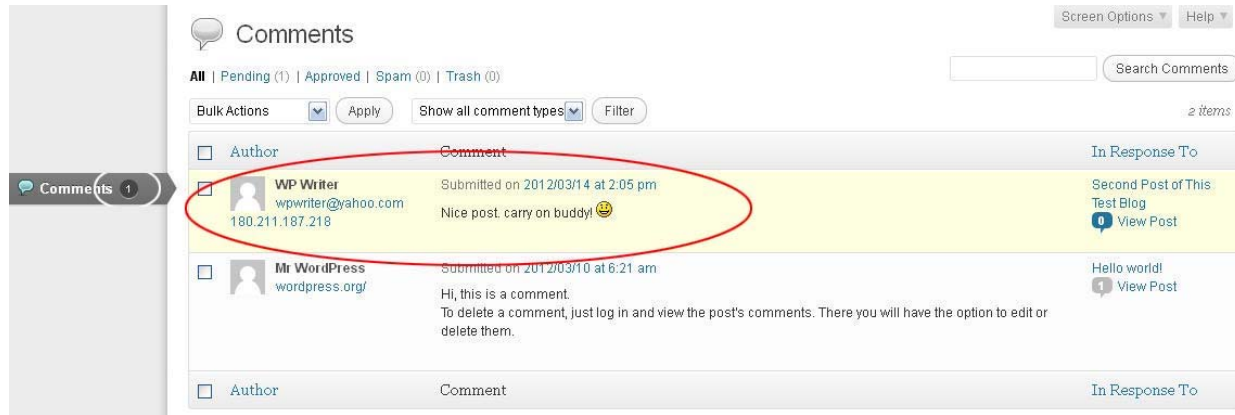 Screen Options Help
Comments
All | Pending (1) | Approved | Spam (0) | Trash (0)
Search Comments
Bulk Actions Apply Show all comment types Filter
2 items
Author Comment In Response To
Comments 1
WP Writer
wpwriter@yahoo.com
180.211.187.218
Submitted on 2012/03/14 at 2:05 pm
Nice post. carry on buddy!
Second Post of This
Test Blog
0 View Post
Mr WordPress
wordpress.org/
Submitted on 2012/03/10 at 6:21 am
Hi, this is a comment.
To delete a comment, just log in and view the post's comments. There you will have the option to edit or
delete them.
Hello world!
1 View Post
Author Comment In Response To